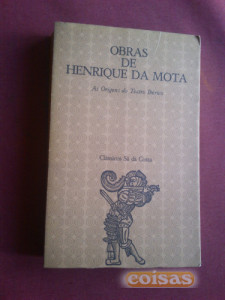 OBRAS
DE
HENRIQUE DA MOTA
As Origens do Teatro Ibérico
Clássicos Sá da Costa
coisas